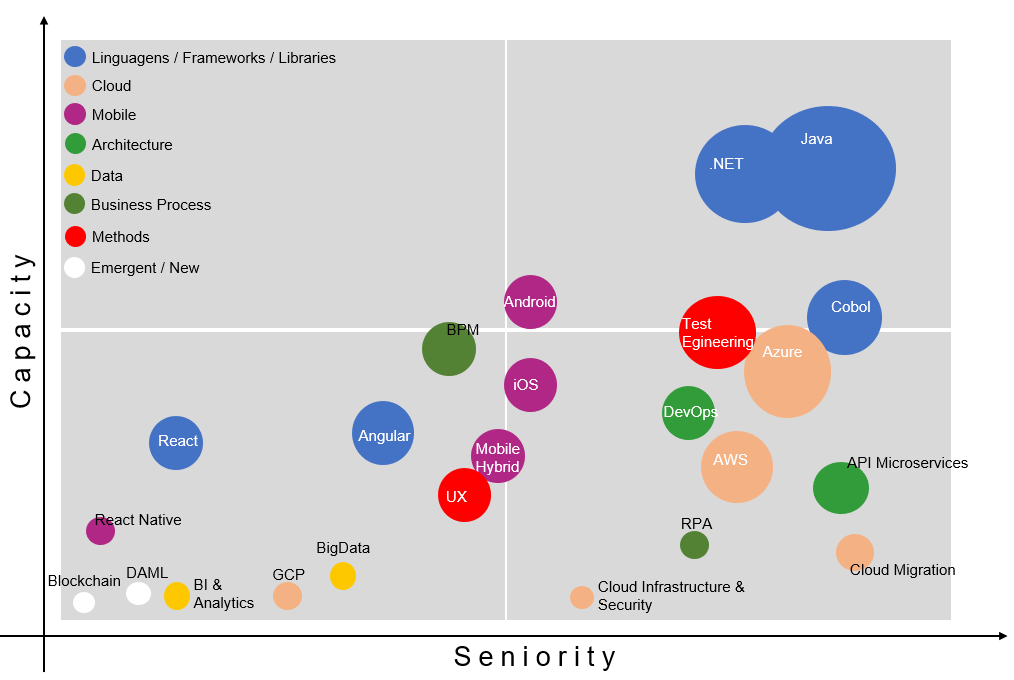 Linguagens / Frameworks / Libraries
Cloud
Mobile
Architecture
Data
Business Process
Methods
Emergent / New
Java
.NET
Android
Cobol
Test
Egineering
BPM
Azure
iOS
DevOps
Angular
React
Mobile
Hybrid
AWS
API Microservices
UX
React Native
RPA
BigData
Cloud Migration
DAML
GCP
Blockchain
BI &
Analytics
Cloud Infrastructure &
Security
Capacity
Seniority